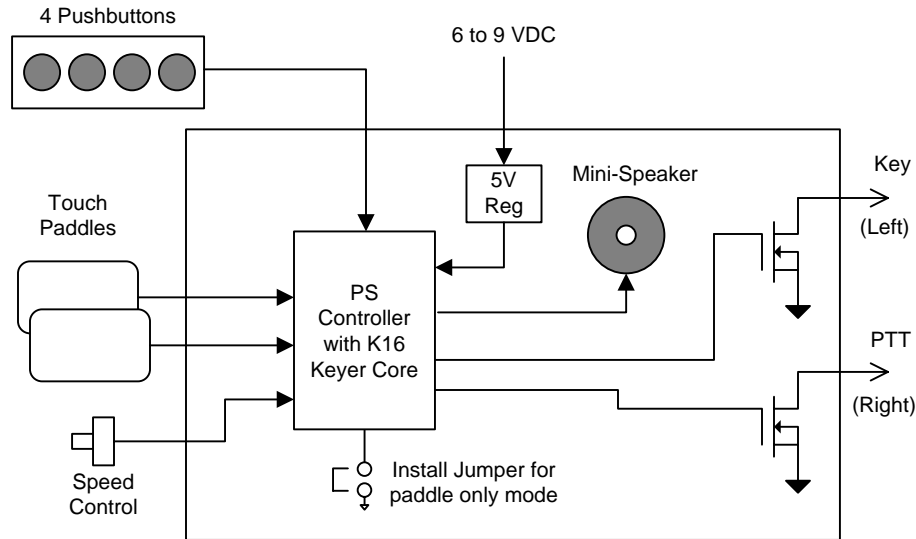 4 Pushbuttons
6 to 9 VDC
5V
Reg
Mini-Speaker
Key
(Left)
Touch
Paddles
PS
Controller
with K16
Keyer Core
PTT
(Right)
Speed
Control
Install Jumper for
paddle only mode